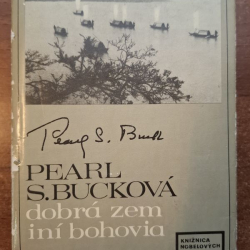 Pearl S. Buck
PEARL
S. BUCKOVÁ
dobrá zem
iní bohovia
KNIŽNICA
NOBELOVÝCH